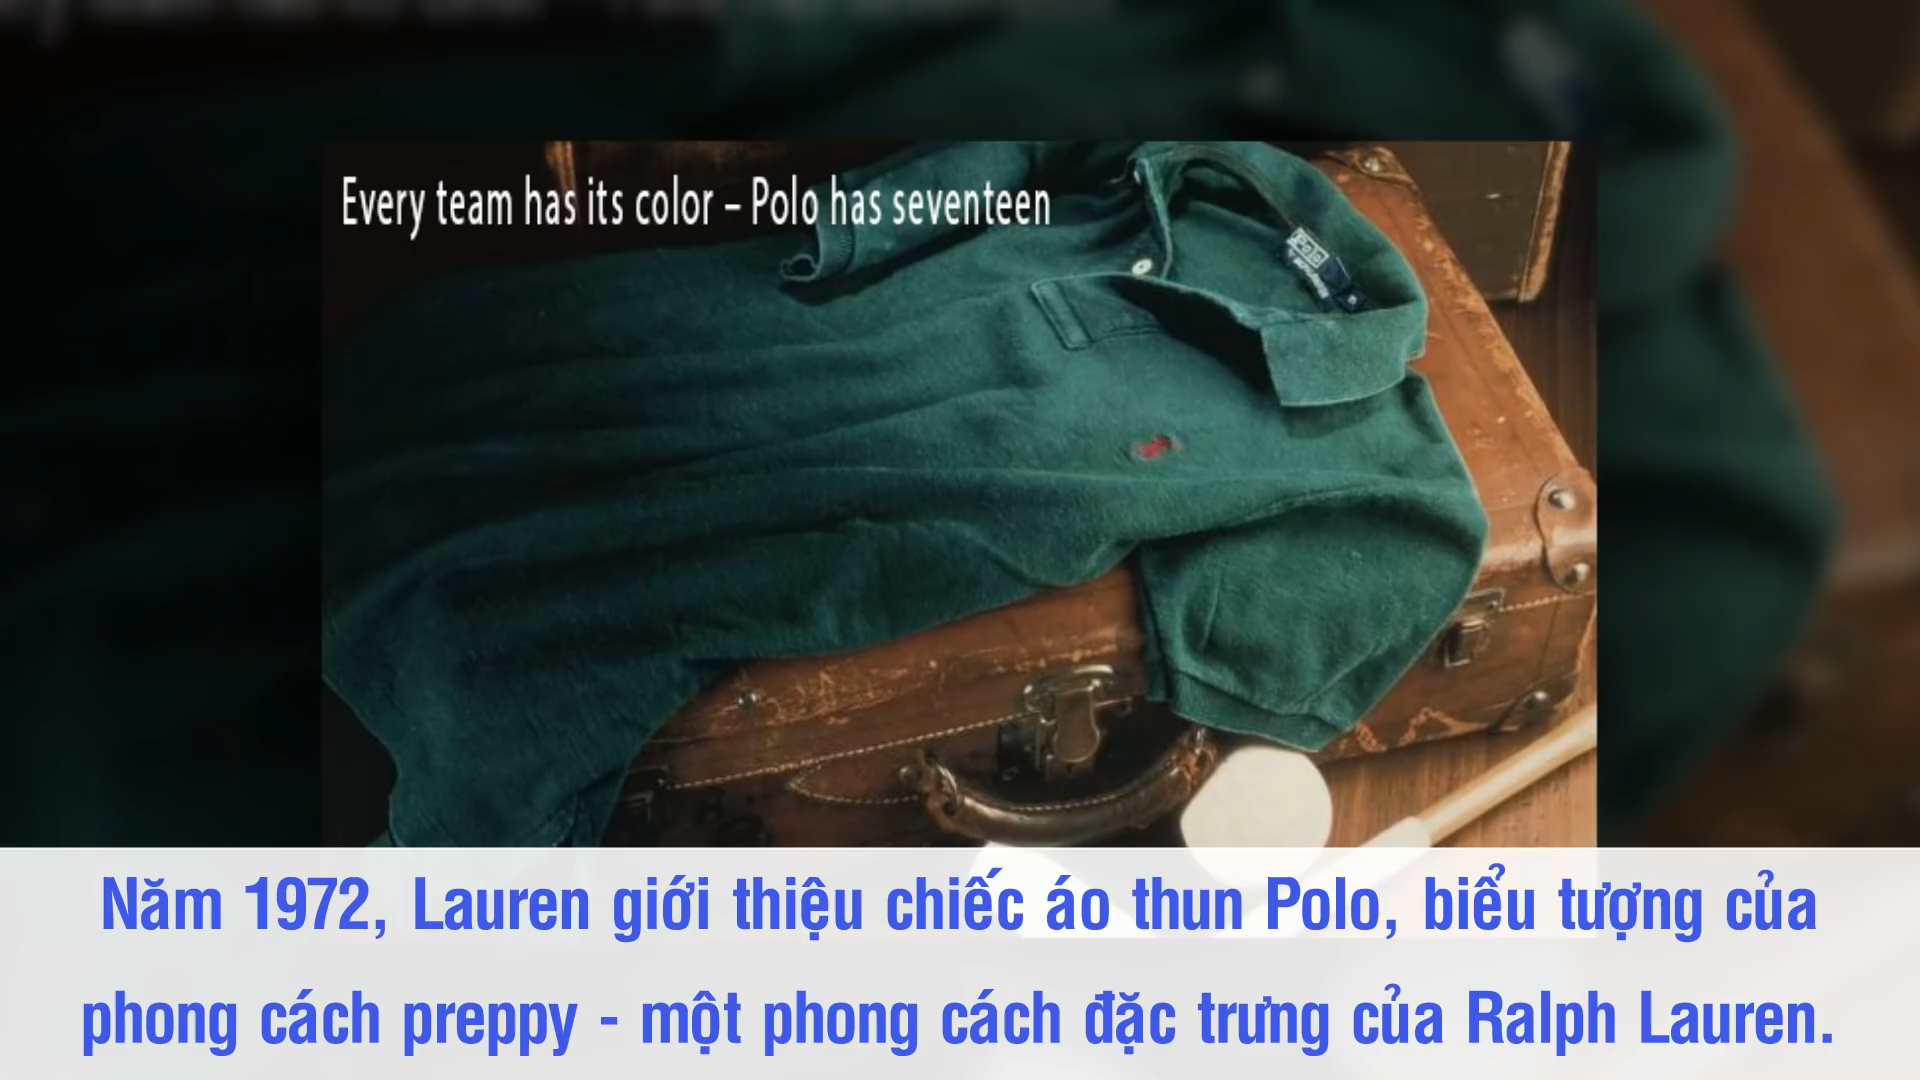 Every team has its color – Polo has seventeen
Polo
Năm 1972, Lauren giới thiệu chiếc áo thun Polo, biểu tượng của
phong cách preppy - một phong cách đặc trưng của Ralph Lauren.